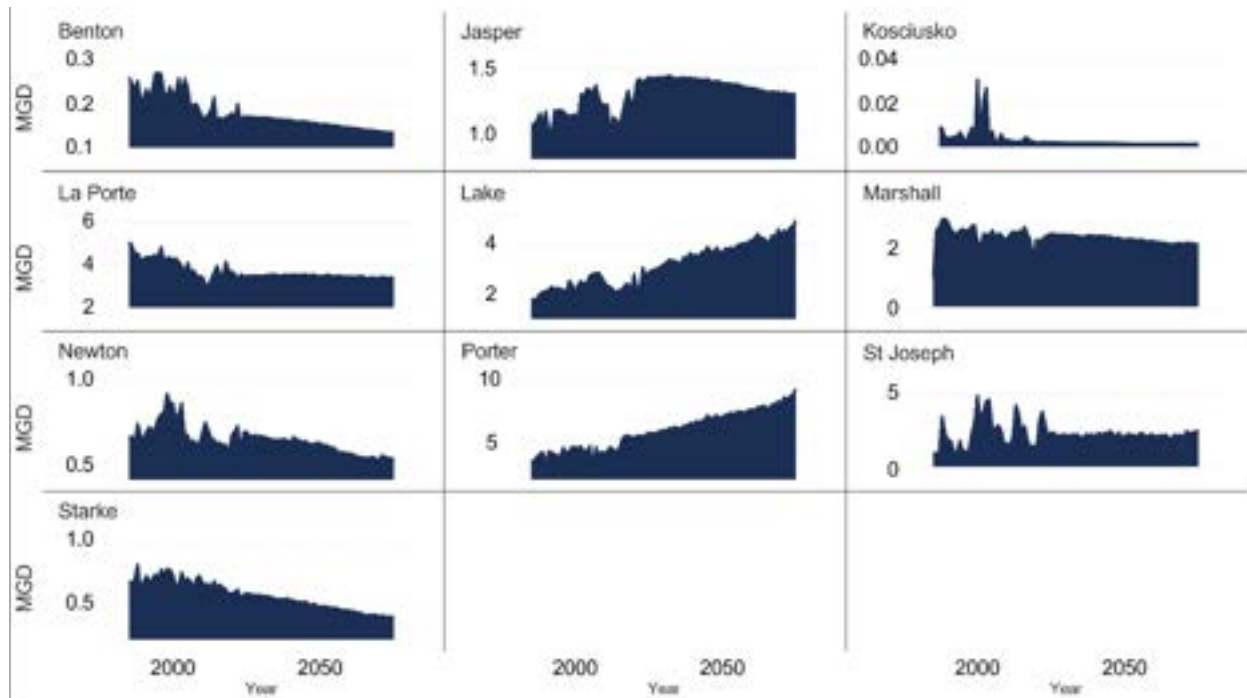 Benton
Jasper
Kosciusko
0.3
0.2
0.1
MGD
1.5
1.0
0.04
0.02
0.00
La Porte
Lake
Marshall
6
4
2
MGD
4
2
2
0
Newton
Porter
St Joseph
1.0
0.5
10
5
5
0
Starke
1.0
0.5
MGD
2000 2050
Year
2000 2050
Year
2000 2050
Year